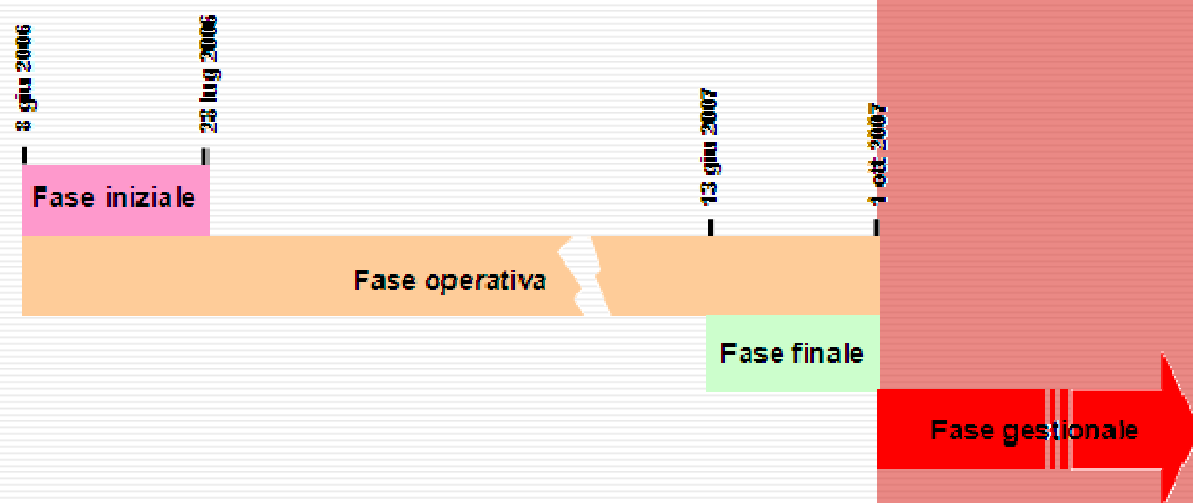 8 giu 2006
28 lug 2006
13 giu 2007
1 ott 2007
Fase iniziale
Fase operativa
Fase finale
Fase gestionale